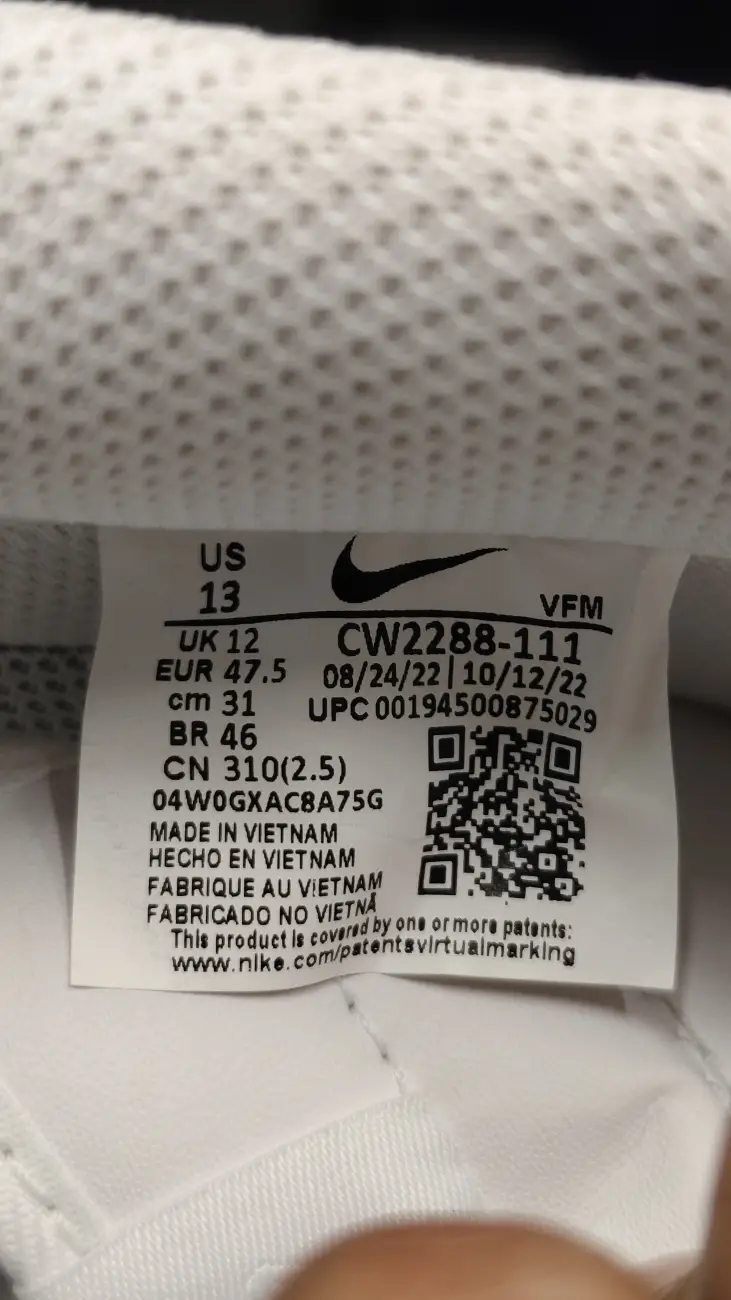 US
13
VFM
UK 12
CW2288-111
EUR 47.5
08/24/22 | 10/12/22
cm 31
UPC 00194500875029
BR 46
CN 310(2.5)
04W0GXAC8A75G
MADE IN VIETNAM
HECHO EN VIETNAM
FABRIQUE AU VIETNAM
FABRICADO NO VIETNÃ
This product is covered by one or more patents:
www.nike.com/patentsvirtualmarking